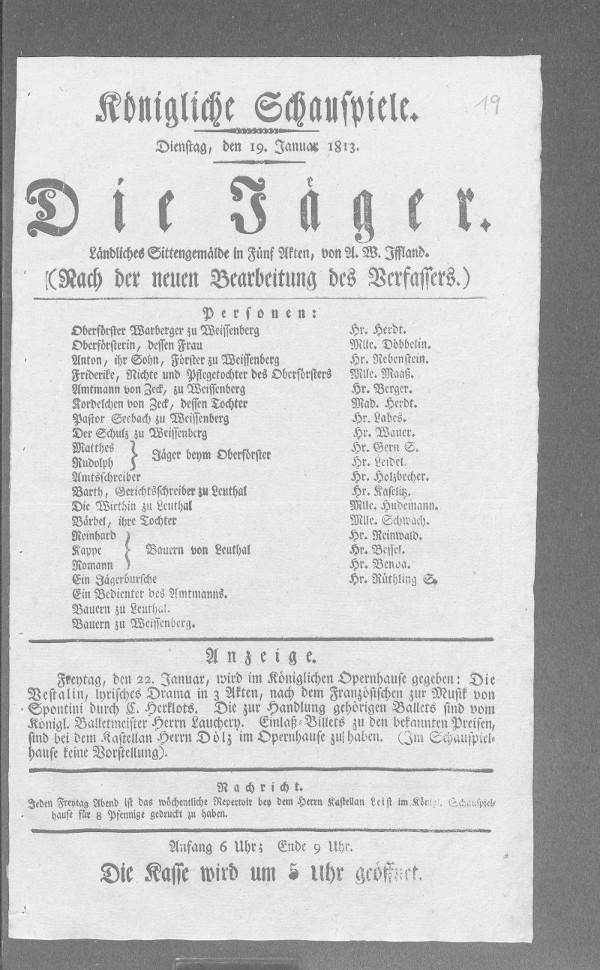 19
Königliche Schauspiele.
Dienstag, den 19. Januar 1813.
Die Jäger.
Ländliches Sittengemälde in Fünf Akten, von A. W. Iffland.
(Nach der neuen Bearbeitung des Verfassers.)
Personen:
Oberförster Warberger zu Weissenberg Hr. Herdt.
Oberförsterin, dessen Frau Mlle. Döbbelin.
Anton, ihr Sohn, Förster zu Weissenberg Hr. Rebenstein.
Friderike, Nichte und Pflegetochter des Oberförsters Mlle. Maaß.
Amtmann von Zeck, zu Weissenberg Hr. Berger.
Kordelchen von Zeck, dessen Tochter Mad. Herdt.
Pastor Seebach zu Weissenberg Hr. Labes.
Der Schulz zu Weissenberg Hr. Wauer.
Matthes Hr. Gern S.
Jäger beym Oberförster
Rudolph Hr. Leidel.
Amtsschreiber Hr. Holzbecher.
Barth, Gerichtsschreiber zu Leuthal Hr. Kaselitz.
Die Wirthin zu Leuthal Mlle. Hudemann.
Bärbel, ihre Tochter Mlle. Schwach.
Reinhard Hr. Reinwald.
Kappe Bauern von Leuthal Hr. Bessel.
Romann Hr. Benda.
Ein Jägerbursche Hr. Rüthling S.
Ein Bedienter des Amtmanns.
Bauern zu Leuthal.
Bauern zu Weissenberg.
Anzeige.
Freytag, den 22. Januar, wird im Königlichen Opernhause gegeben: Die
Vestalin, lyrisches Drama in 3 Akten, nach dem Französischen zur Musik von
Spontini durch C. Herklots. Die zur Handlung gehörigen Ballets sind vom
Königl. Balletmeister Herrn Lauchery. Einlaß-Billets zu den bekannten Preisen,
sind bei dem Kastellan Herrn Dölz im Opernhause zu haben. (Im Schauspiel-
hause keine Vorstellung).
Nachricht.
Jeden Freytag Abend ist das wöchentliche Repertoir bey dem Herrn Kastellan Leist im Königl. Schauspiel-
hause für 8 Pfennige gedruckt zu haben.
Anfang 6 Uhr; Ende 9 Uhr.
Die Kasse wird um 5 Uhr geöffnet.